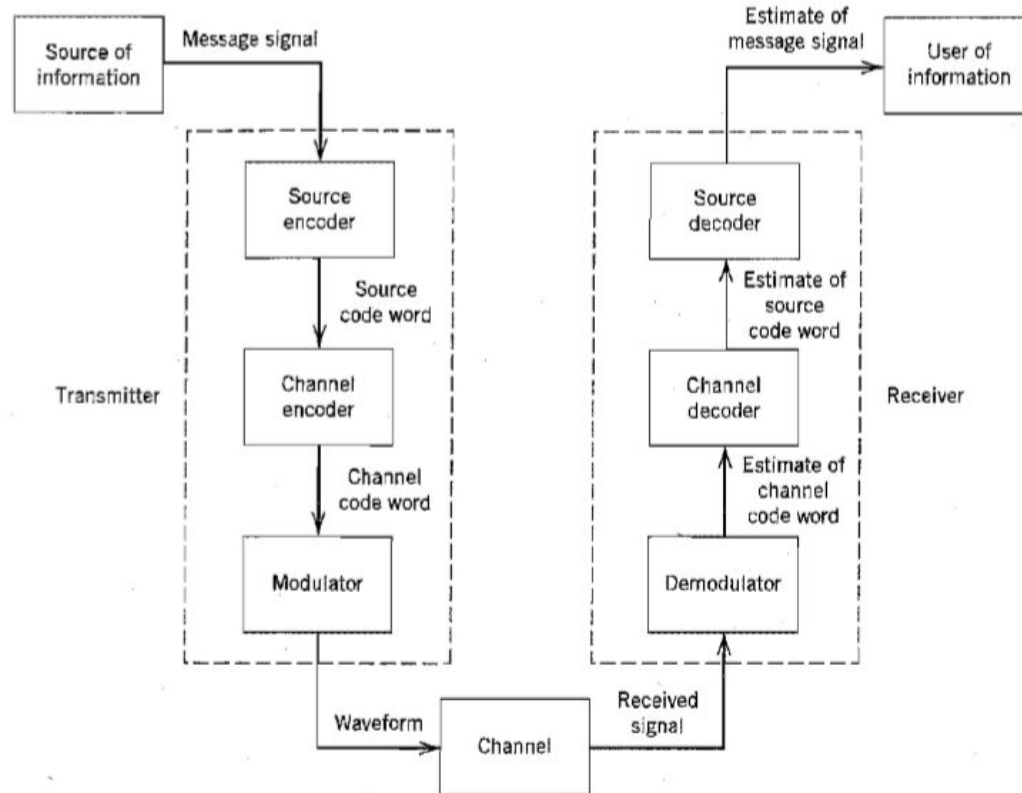 Source of
information
Message signal
Source
encoder
Source
code word
Channel
encoder
Transmitter
Channel
code word
Modulator
Waveform
Channel
Received
signal
Demodulator
Estimate of
channel
code word
Channel
decoder
Receiver
Estimate of
source
code word
Source
decoder
Estimate of
message signal
User of
information